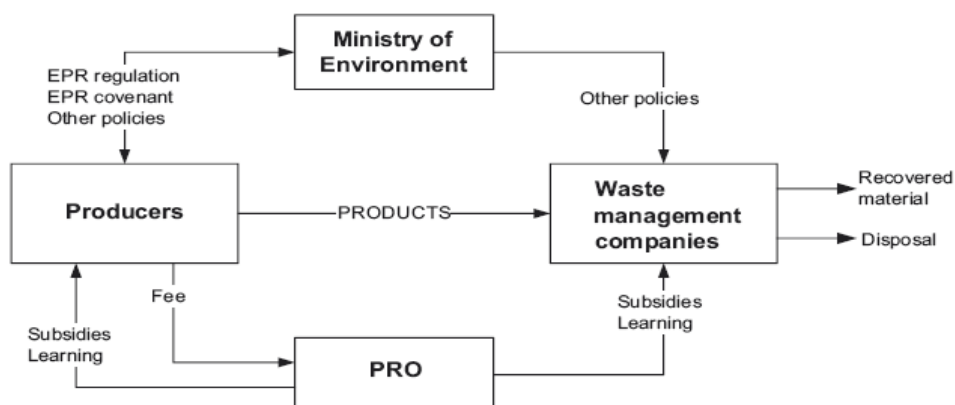 Ministry of
Environment
EPR regulation
EPR covenant
Other policies
Other policies
Producers
PRODUCTS
Waste
management
companies
Recovered
material
Disposal
Fee
Subsidies
Learning
Subsidies
Learning
PRO